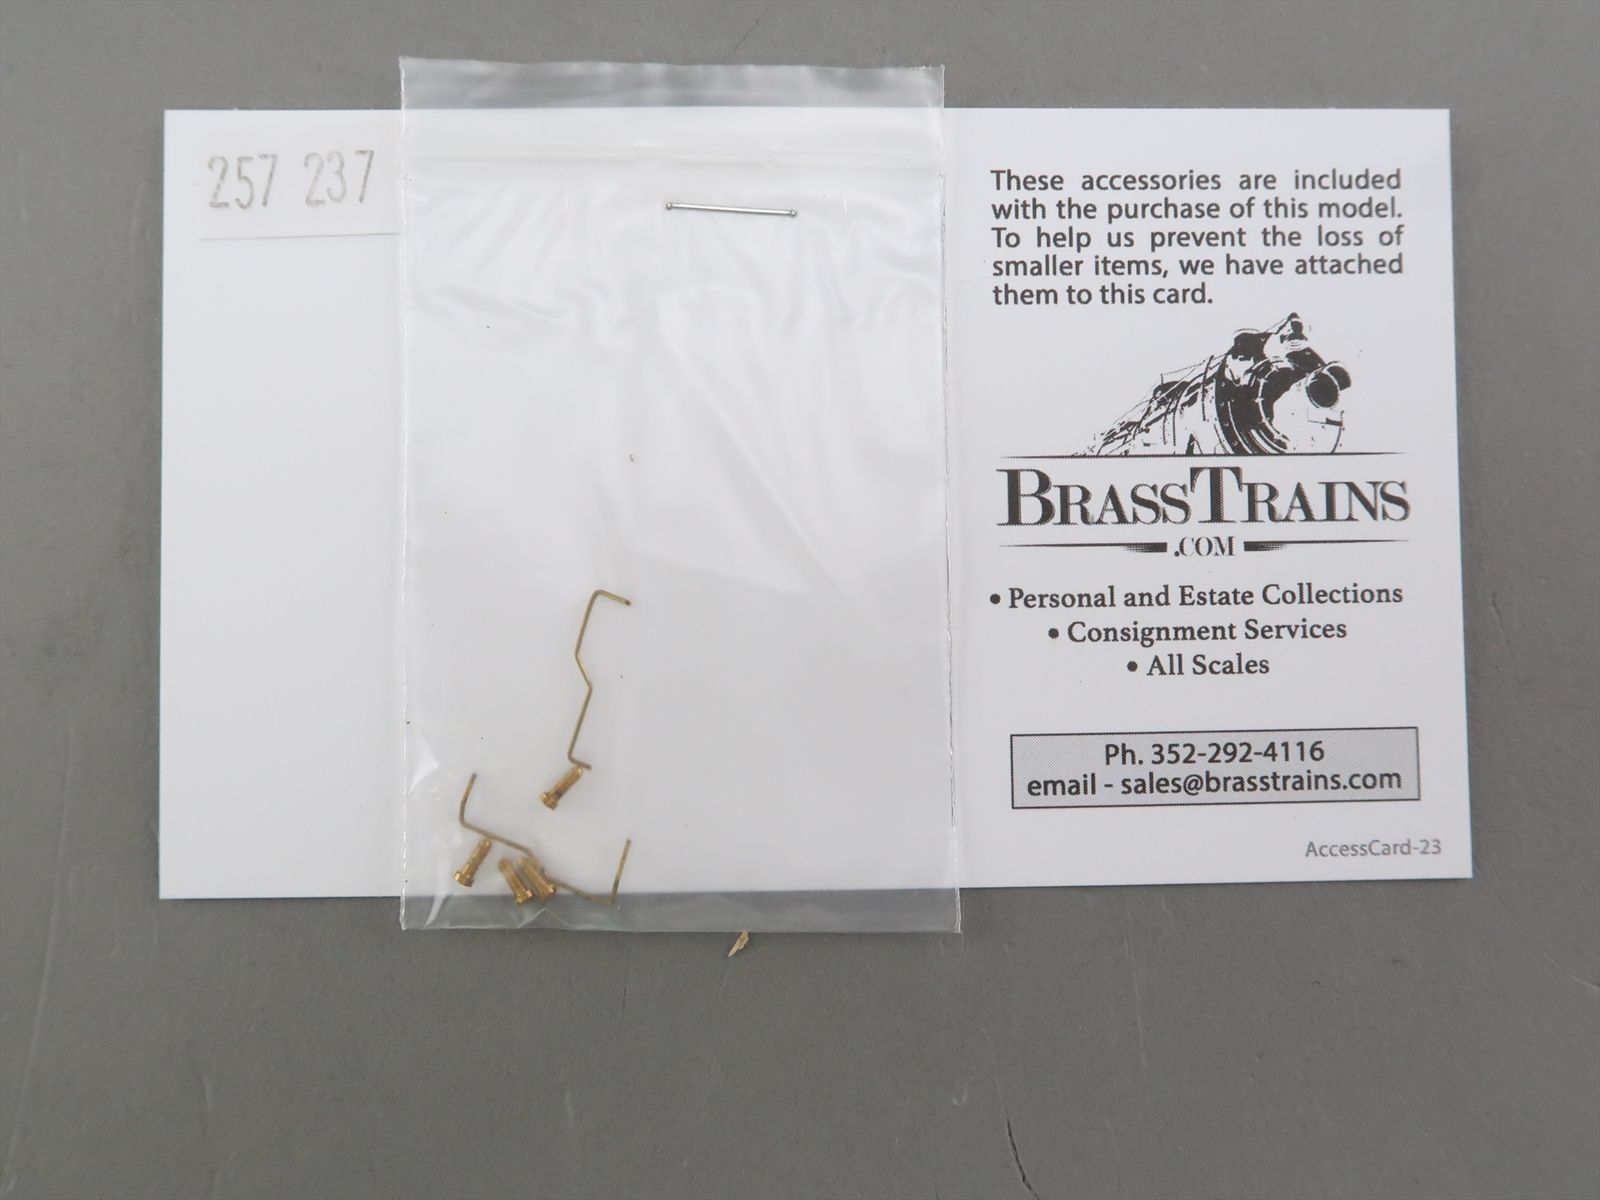 257 237
These accessories are included
with the purchase of this model.
To help us prevent the loss of
smaller items, we have attached
them to this card.
BRASSTRAINS
.COM
• Personal and Estate Collections
• Consignment Services
• All Scales
Ph. 352-292-4116
email - sales@brasstrains.com
AccessCard-23